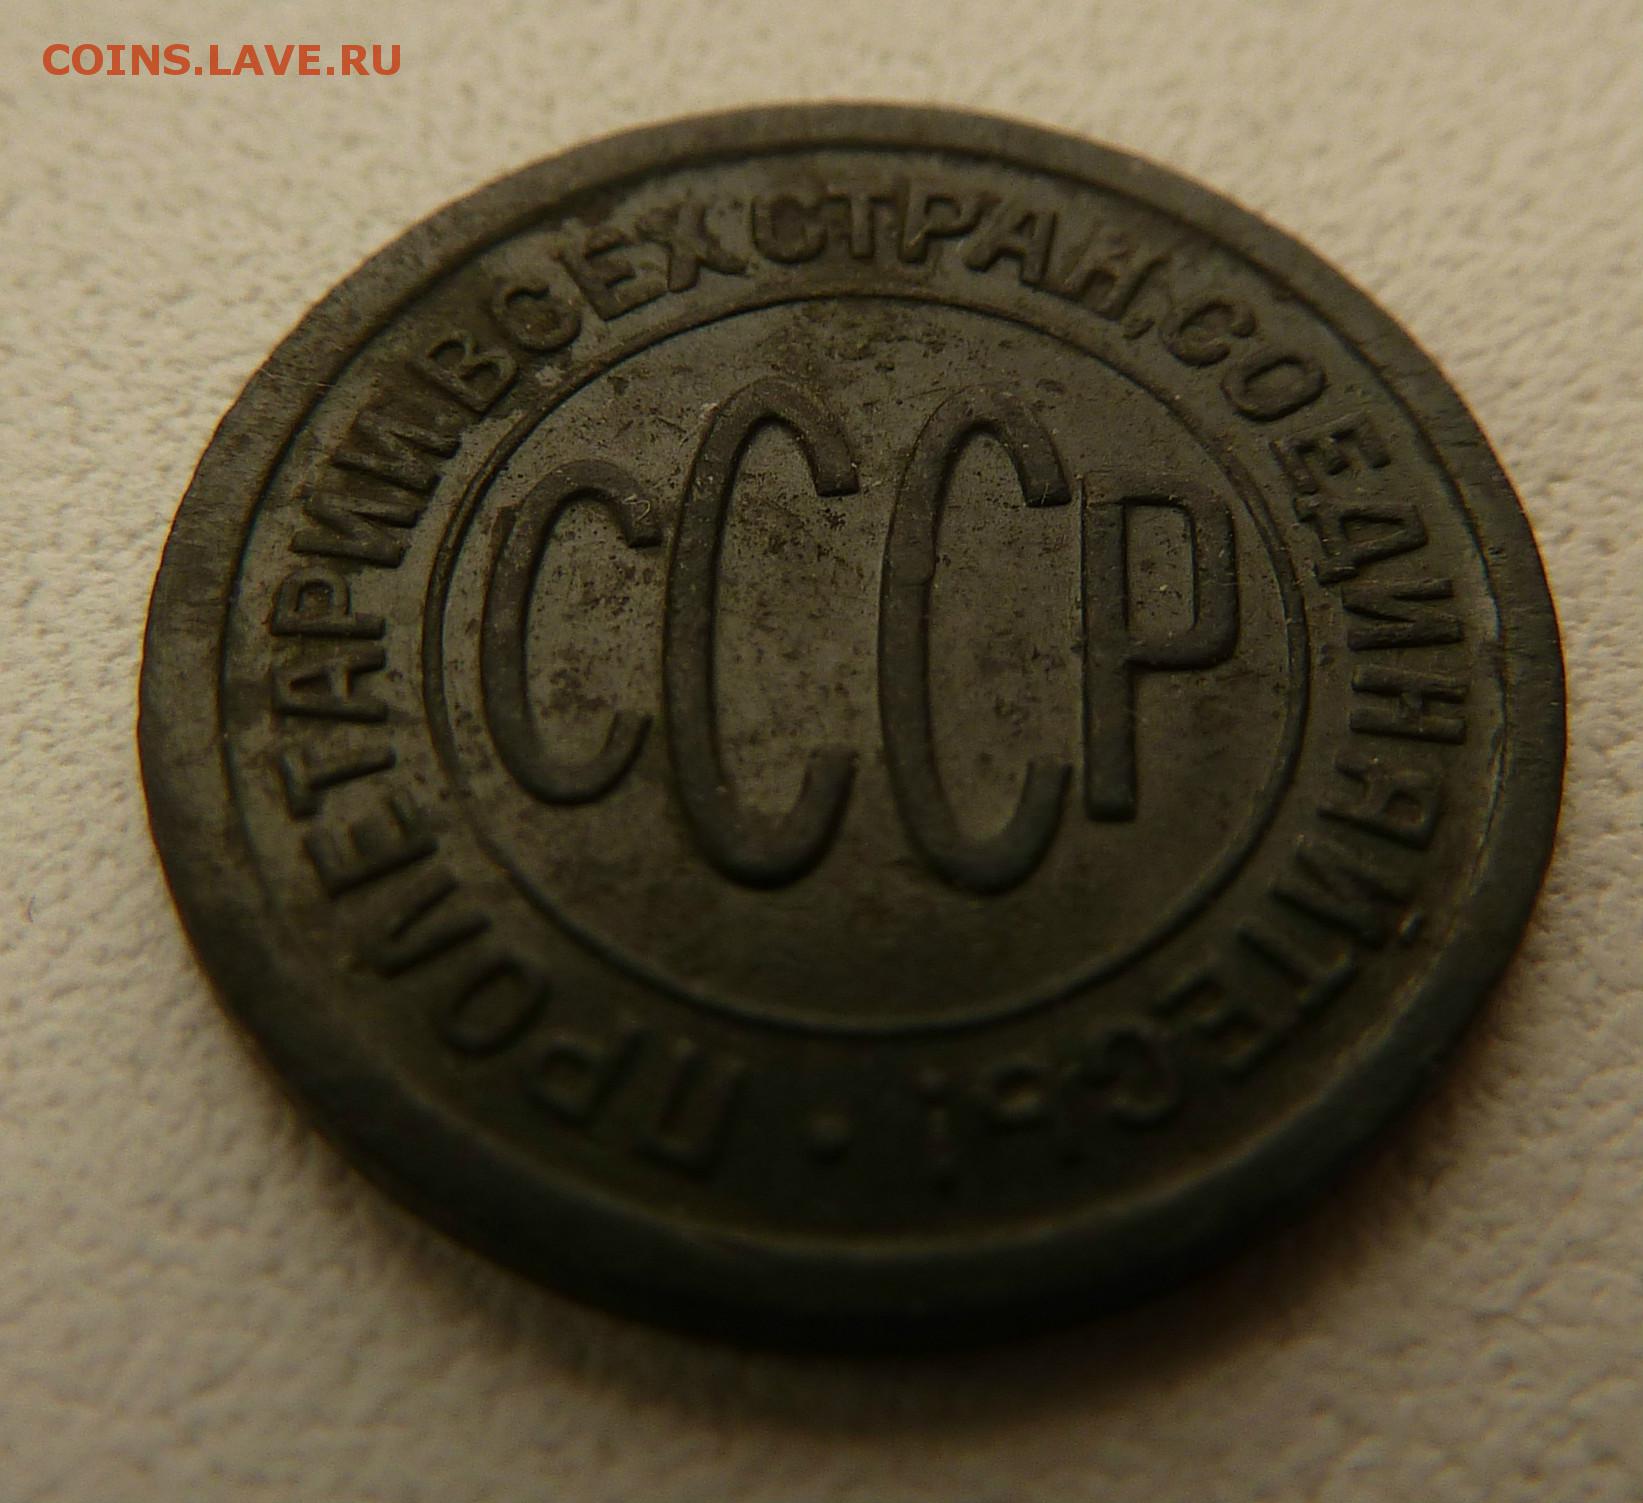 COINS.LAVE.RU
ПРОЛЕТАРИИ ВСЕХ СТРАН, СОЕДИНЯЙТЕСЬ!
СССР